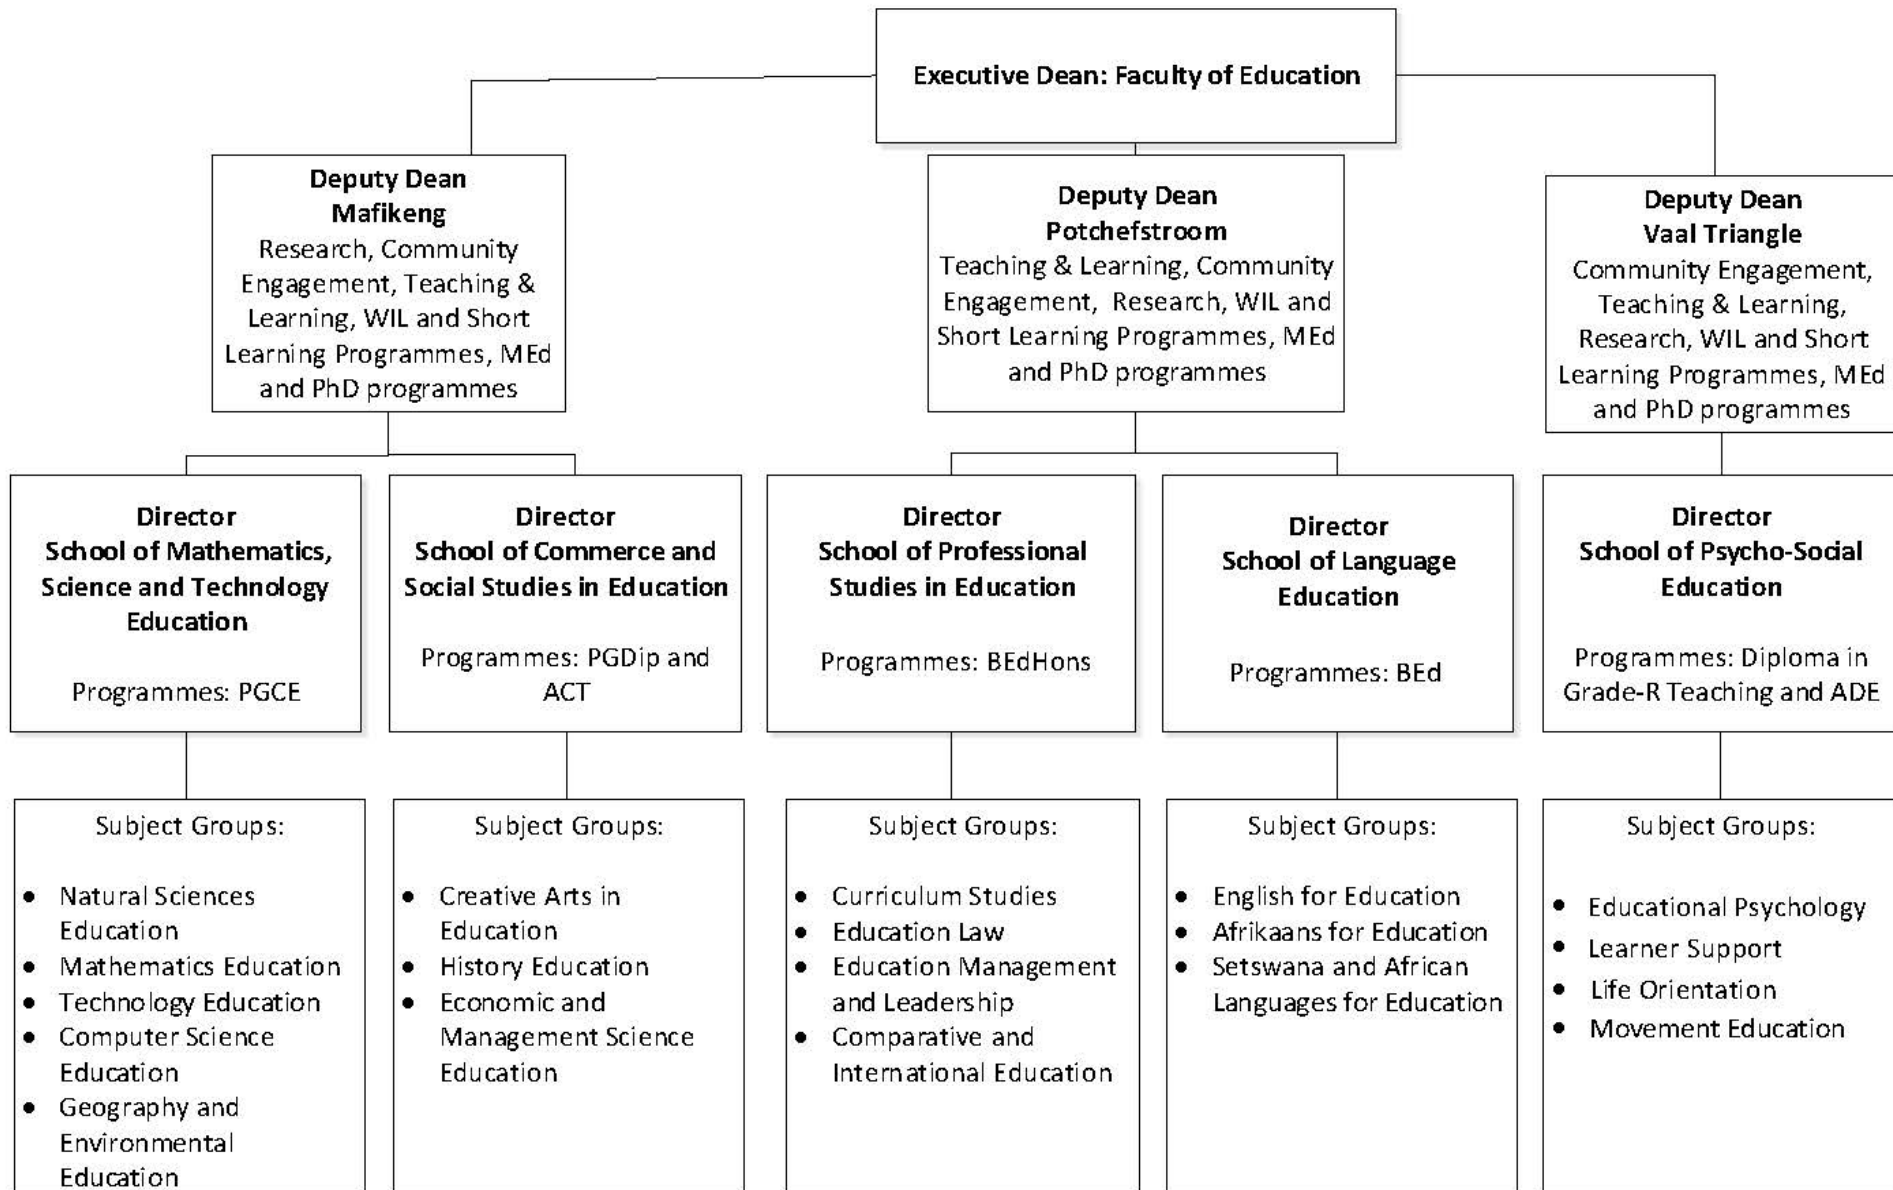 Executive Dean: Faculty of Education
Deputy Dean
Mafikeng
Research, Community
Engagement, Teaching &
Learning, WIL and Short
Learning Programmes, MEd
and PhD programmes
Deputy Dean
Potchefstroom
Teaching & Learning, Community
Engagement, Research, WIL and
Short Learning Programmes, MEd
and PhD programmes
Deputy Dean
Vaal Triangle
Community Engagement,
Teaching & Learning,
Research, WIL and Short
Learning Programmes, MEd
and PhD programmes
Director
School of Mathematics,
Science and Technology
Education
Programmes: PGCE
Director
School of Commerce and
Social Studies in Education
Programmes: PGDip and
ACT
Director
School of Professional
Studies in Education
Programmes: BEdHons
Director
School of Language
Education
Programmes: BEd
Director
School of Psycho-Social
Education
Programmes: Diploma in
Grade-R Teaching and ADE
Subject Groups:
• Natural Sciences
Education
• Mathematics Education
• Technology Education
• Computer Science
Education
• Geography and
Environmental
Education
Subject Groups:
• Creative Arts in
Education
• History Education
• Economic and
Management Science
Education
Subject Groups:
• Curriculum Studies
• Education Law
• Education Management
and Leadership
• Comparative and
International Education
Subject Groups:
• English for Education
• Afrikaans for Education
• Setswana and African
Languages for Education
Subject Groups:
• Educational Psychology
• Learner Support
• Life Orientation
• Movement Education